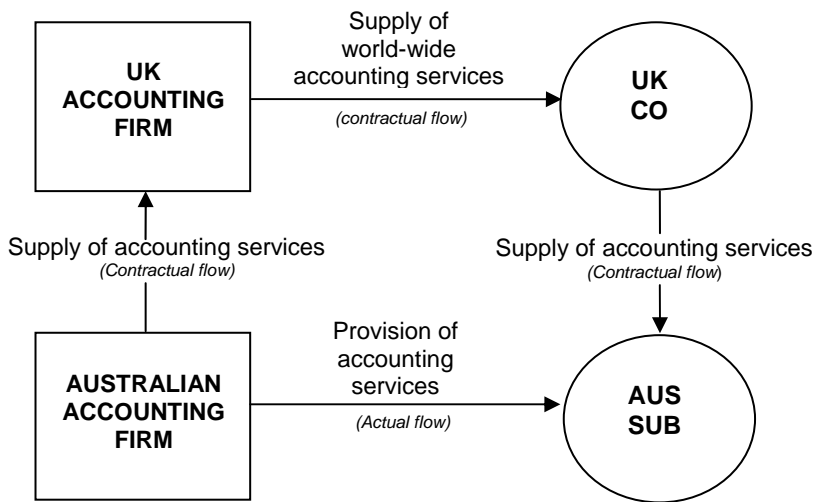 Supply of
world-wide
accounting services
(contractual flow)
UK
ACCOUNTING
FIRM
UK
CO
Supply of accounting services
(Contractual flow)
Supply of accounting services
(Contractual flow)
Provision of
accounting
services
(Actual flow)
AUSTRALIAN
ACCOUNTING
FIRM
AUS
SUB